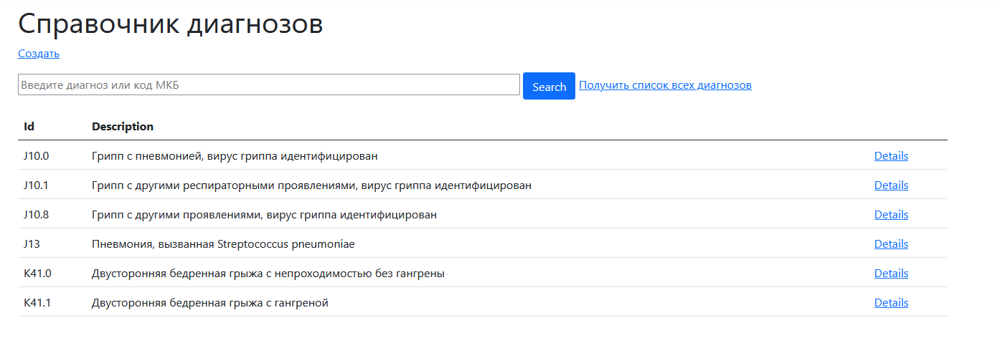 Справочник диагнозов
Создать
Введите диагноз или код МКБ Search Получить список всех диагнозов
Id Description
J10.0 Грипп с пневмонией, вирус гриппа идентифицирован Details
J10.1 Грипп с другими респираторными проявлениями, вирус гриппа идентифицирован Details
J10.8 Грипп с другими проявлениями, вирус гриппа идентифицирован Details
J13 Пневмония, вызванная Streptococcus pneumoniae Details
K41.0 Двусторонняя бедренная грыжа с непроходимостью без гангрены Details
K41.1 Двусторонняя бедренная грыжа с гангреной Details